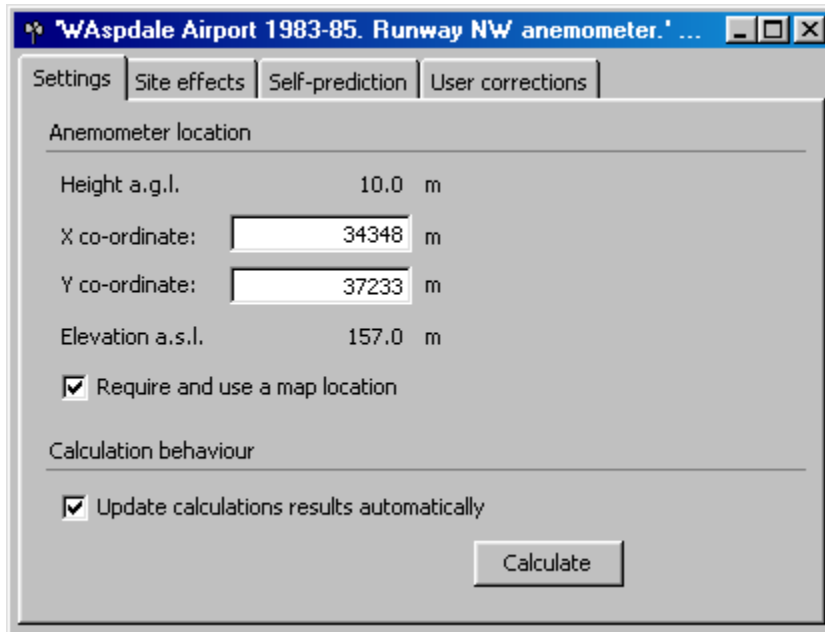 'WAspdale Airport 1983-85. Runway NW anemometer.' ...
Settings Site effects Self-prediction User corrections
Anemometer location
Height a.g.l. 10.0 m
X co-ordinate: 34348 m
Y co-ordinate: 37233 m
Elevation a.s.l. 157.0 m
Require and use a map location
Calculation behaviour
Update calculations results automatically
Calculate